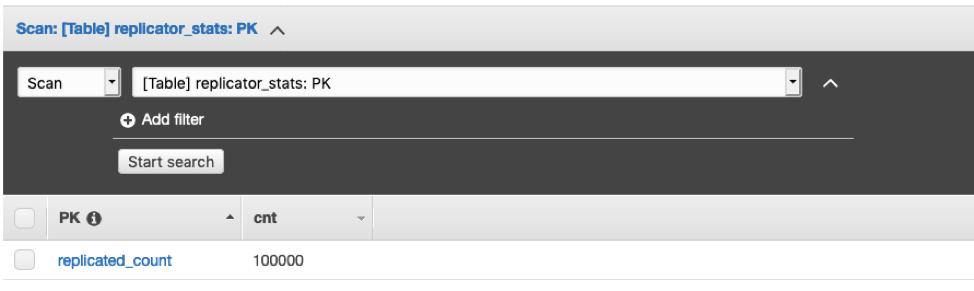 Scan: [Table] replicator_stats: PK
Scan [Table] replicator_stats: PK
Add filter
Start search
PK cnt
replicated_count 100000